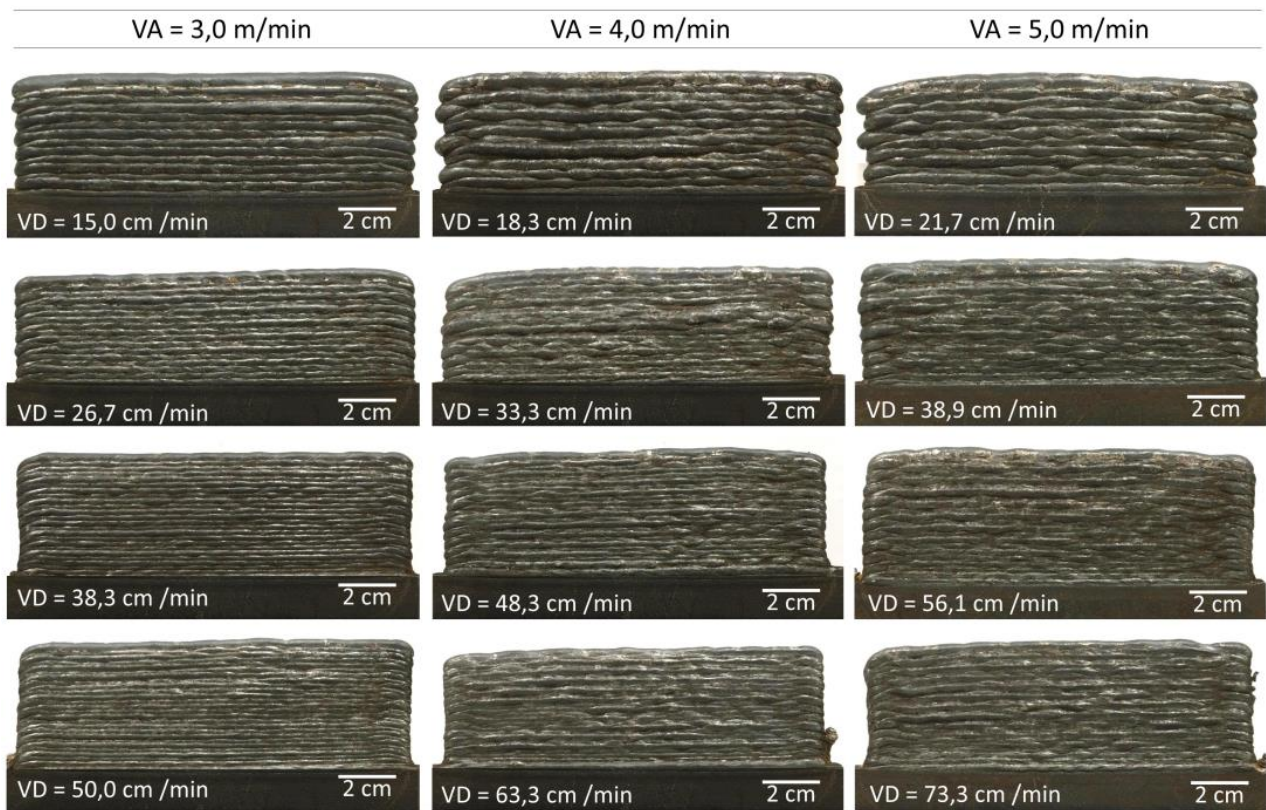 VA = 3,0 m/min VA = 4,0 m/min VA = 5,0 m/min
VD = 15,0 cm /min 2 cm VD = 18,3 cm /min 2 cm VD = 21,7 cm /min 2 cm
VD = 26,7 cm /min 2 cm VD = 33,3 cm /min 2 cm VD = 38,9 cm /min 2 cm
VD = 38,3 cm /min 2 cm VD = 48,3 cm /min 2 cm VD = 56,1 cm /min 2 cm
VD = 50,0 cm /min 2 cm VD = 63,3 cm /min 2 cm VD = 73,3 cm /min 2 cm